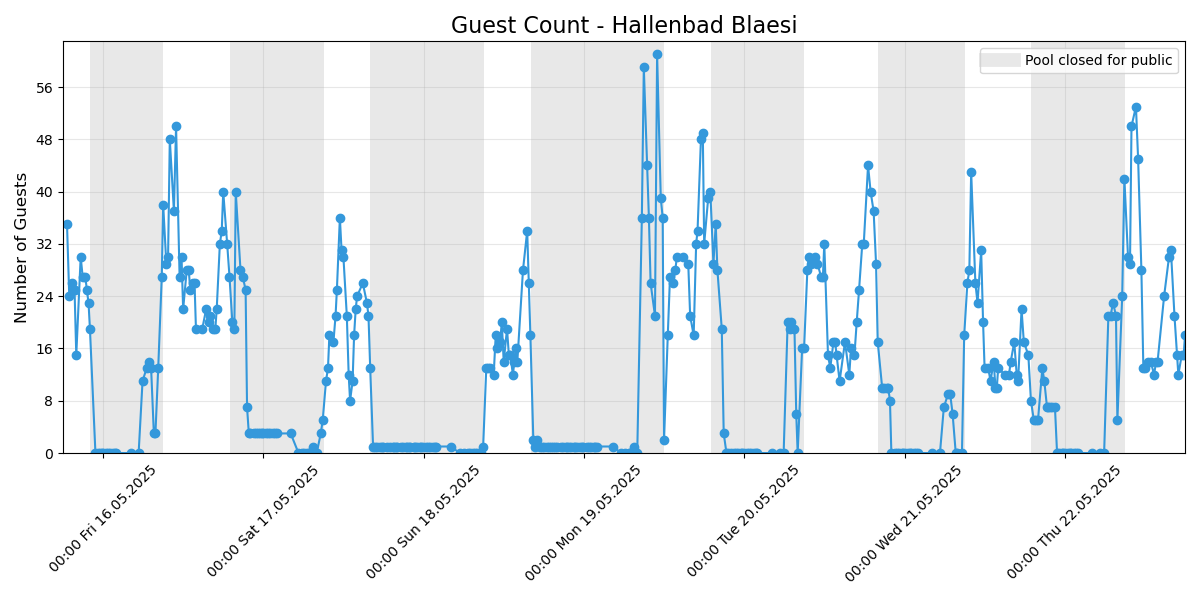 Guest Count - Hallenbad Blaesi
Pool closed for public
Number of Guests
56
48
40
32
24
16
8
0
00:00 Fri 16.05.2025
00:00 Sat 17.05.2025
00:00 Sun 18.05.2025
00:00 Mon 19.05.2025
00:00 Tue 20.05.2025
00:00 Wed 21.05.2025
00:00 Thu 22.05.2025